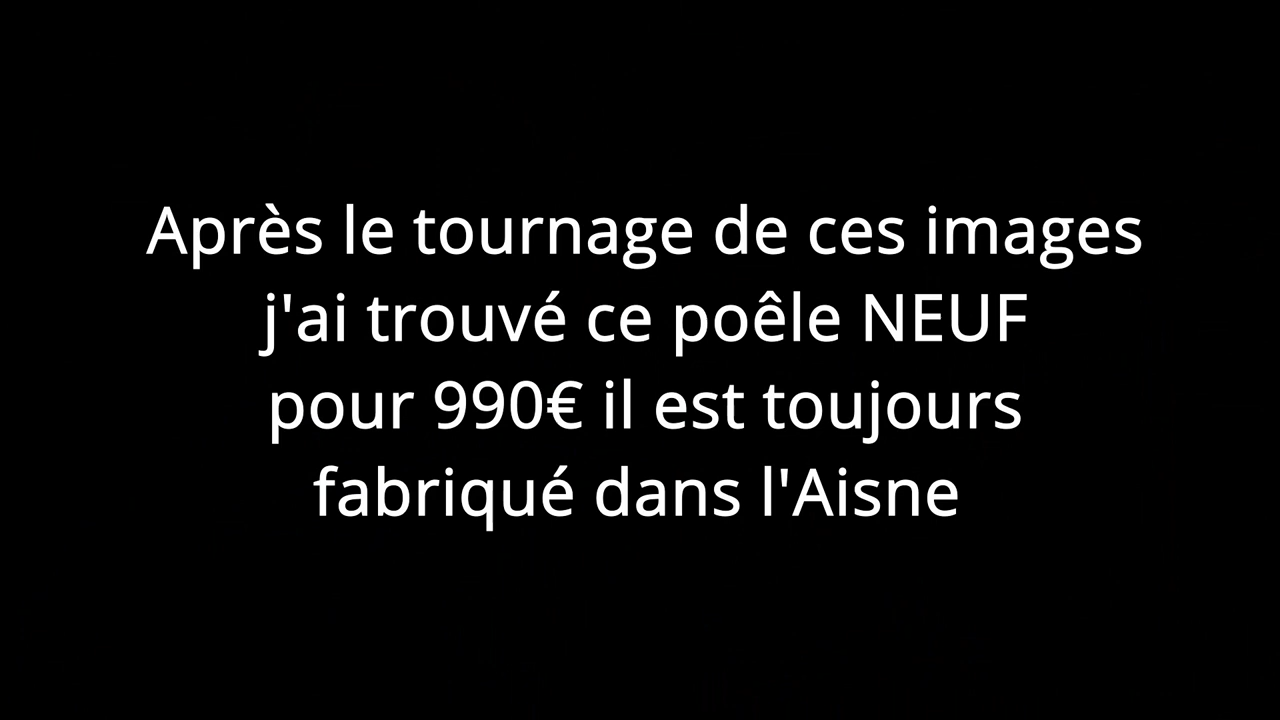 Après le tournage de ces images
j'ai trouvé ce poêle NEUF
pour 990€ il est toujours
fabriqué dans l'Aisne